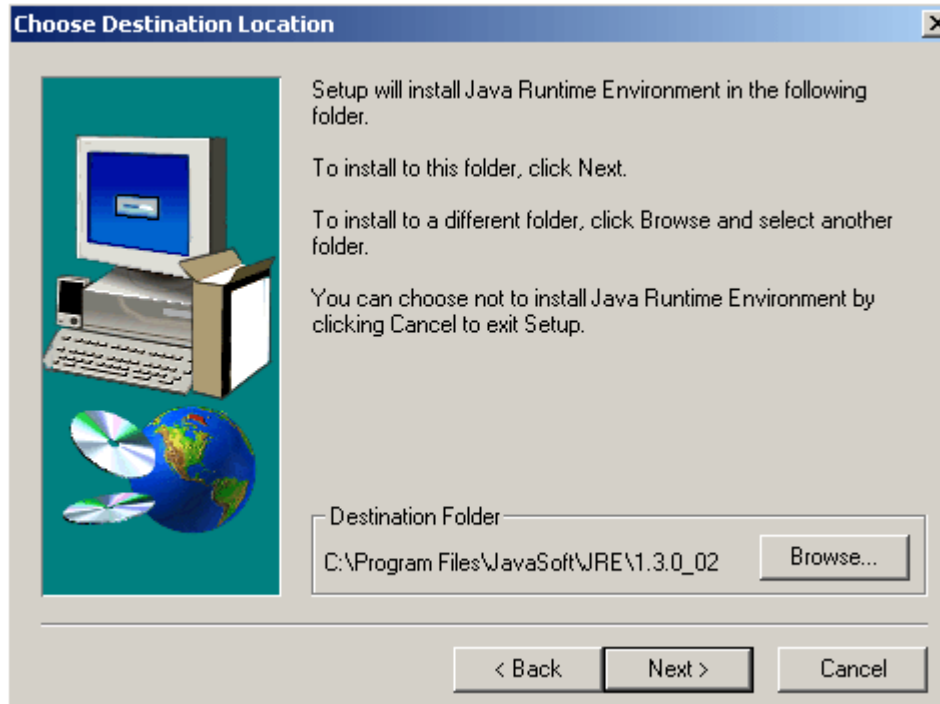 Choose Destination Location
Setup will install Java Runtime Environment in the following
folder.
To install to this folder, click Next.
To install to a different folder, click Browse and select another
folder.
You can choose not to install Java Runtime Environment by
clicking Cancel to exit Setup.
Destination Folder
C:\Program Files\JavaSoft\JRE\1.3.0_02
Browse...
< Back
Next >
Cancel